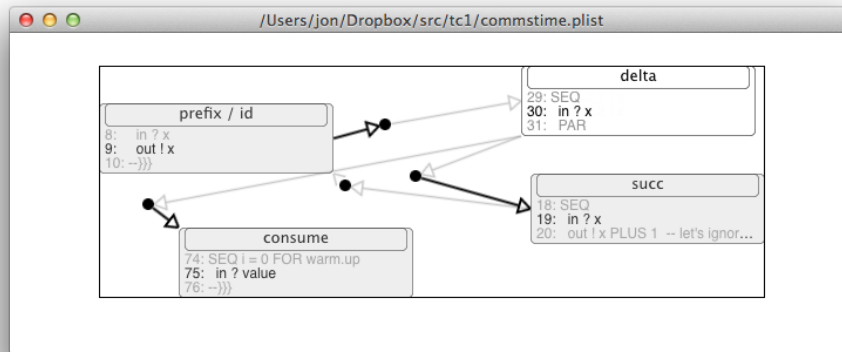 /Users/jon/Dropbox/src/tc1/commstime.plist
delta
29: SEQ
30: in ? x
31: PAR
prefix / id
8: in ? x
9: out ! x
10: --}}}
succ
18: SEQ
19: in ? x
20: out ! x PLUS 1 -- let's ignor...
consume
74: SEQ i = 0 FOR warm.up
75: in ? value
76: --}}}